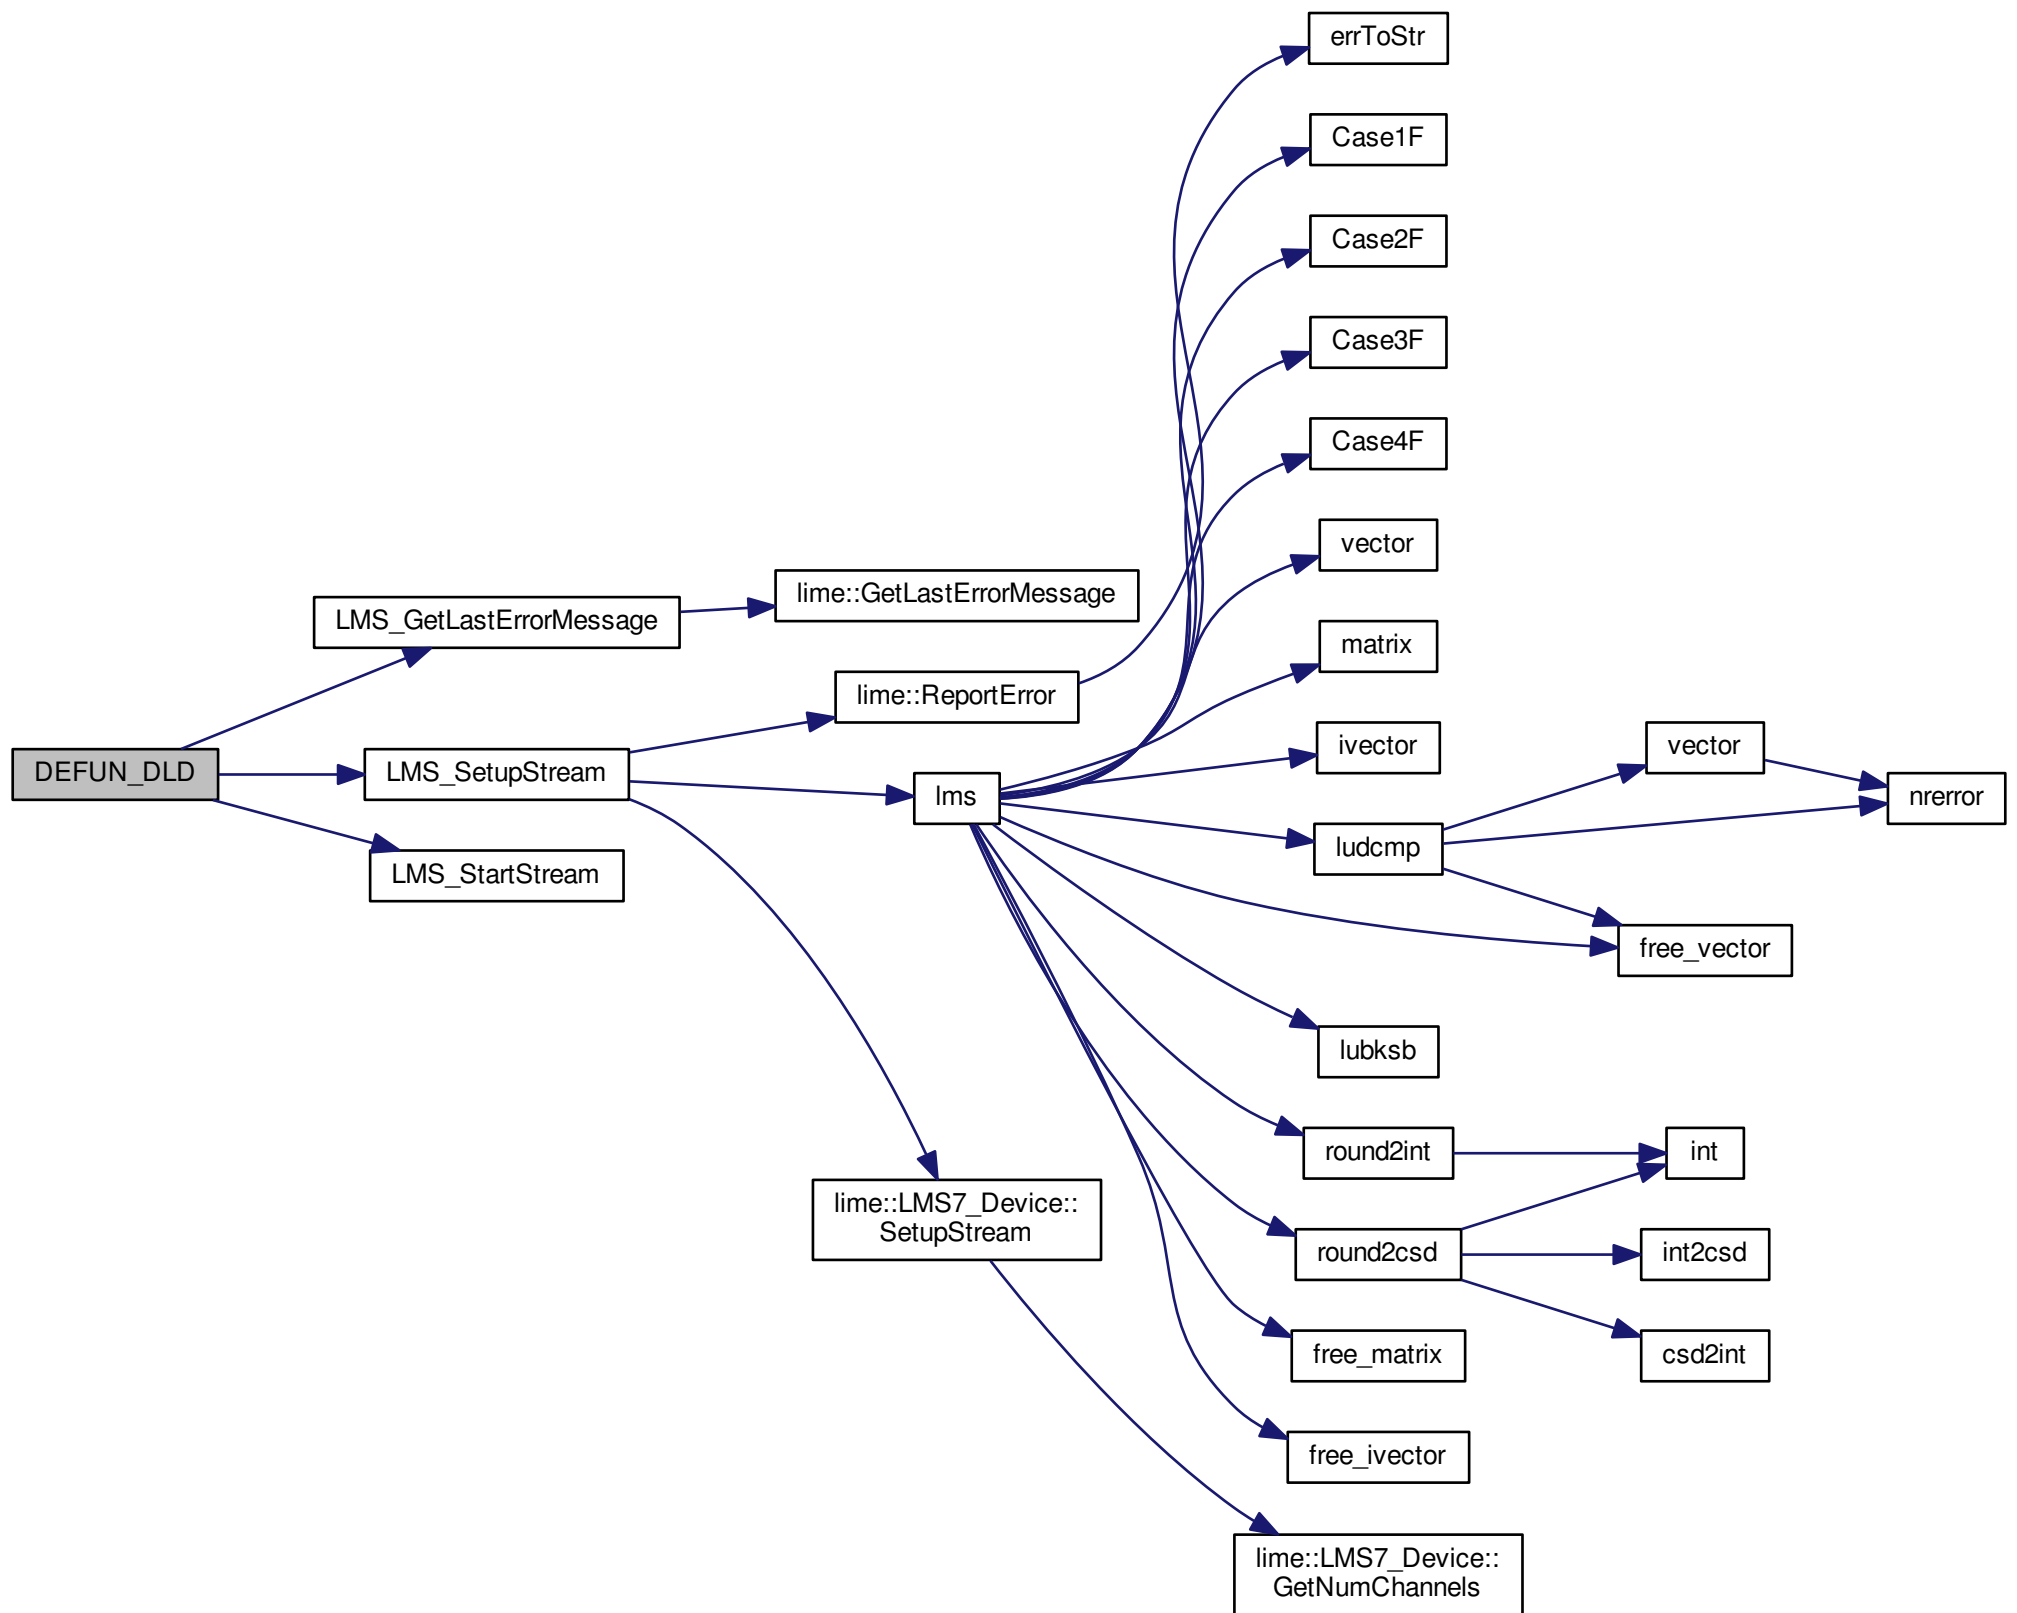 errToStr
Case1F
Case2F
Case3F
Case4F
vector
matrix
lime::GetLastErrorMessage
LMS_GetLastErrorMessage
lime::ReportError
ivector
vector
DEFUN_DLD
LMS_SetupStream
lms
nrerror
ludcmp
LMS_StartStream
free_vector
lubksb
round2int
int
lime::LMS7_Device::
SetupStream
round2csd
int2csd
free_matrix
csd2int
free_ivector
lime::LMS7_Device::
GetNumChannels